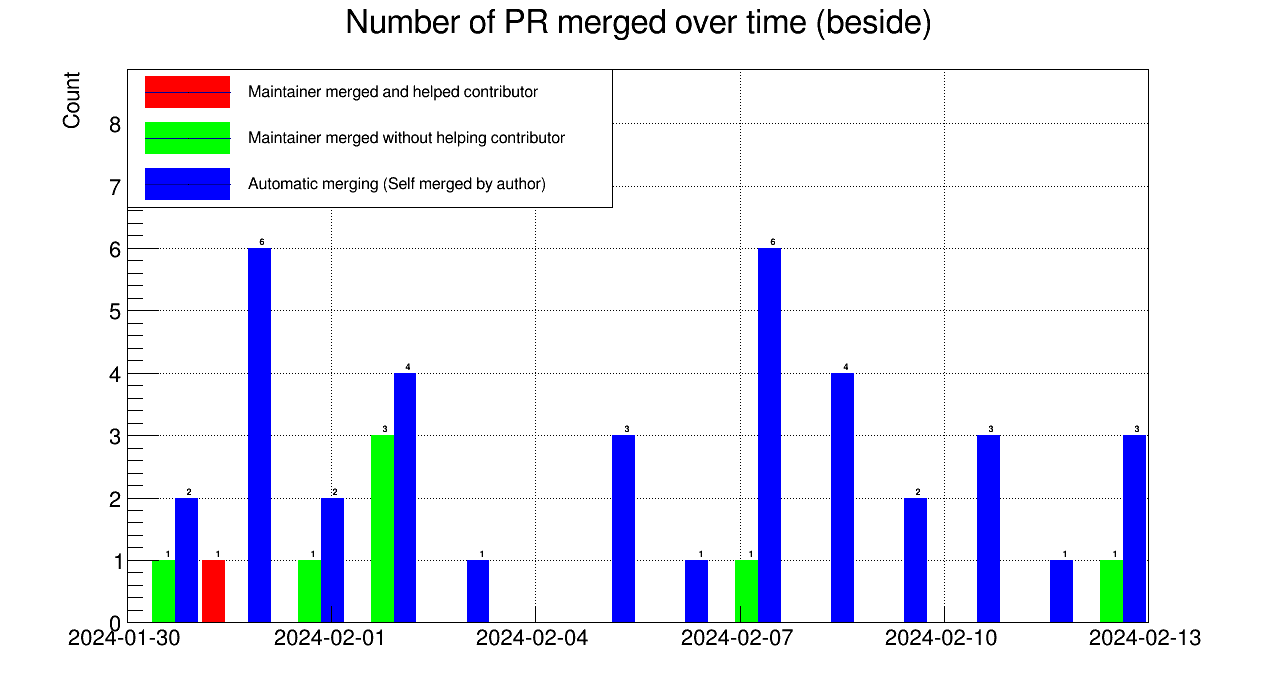 Number of PR merged over time (beside)
Count
Maintainer merged and helped contributor
Maintainer merged without helping contributor
Automatic merging (Self merged by author)
8
7
6
5
4
3
2
1
0
1 2 1 6 1 2 3 4 1 3 1 1 6 4 2 3 1 1 3
2024-01-30 2024-02-01 2024-02-04 2024-02-07 2024-02-10 2024-02-13